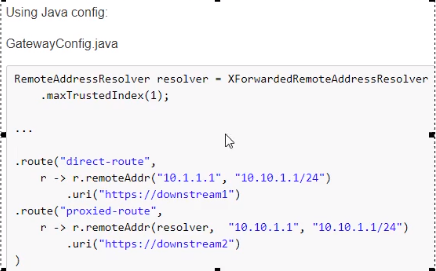 Using Java config:
GatewayConfig.java
RemoteAddressResolver resolver = XForwardedRemoteAddressResolver
.maxTrustedIndex(1);
...
.route("direct-route",
r -> r.remoteAddr("10.1.1.1", "10.10.1.1/24")
.uri("https://downstream1")
.route("proxied-route",
r -> r.remoteAddr(resolver, "10.10.1.1", "10.10.1.1/24")
.uri("https://downstream2")
)